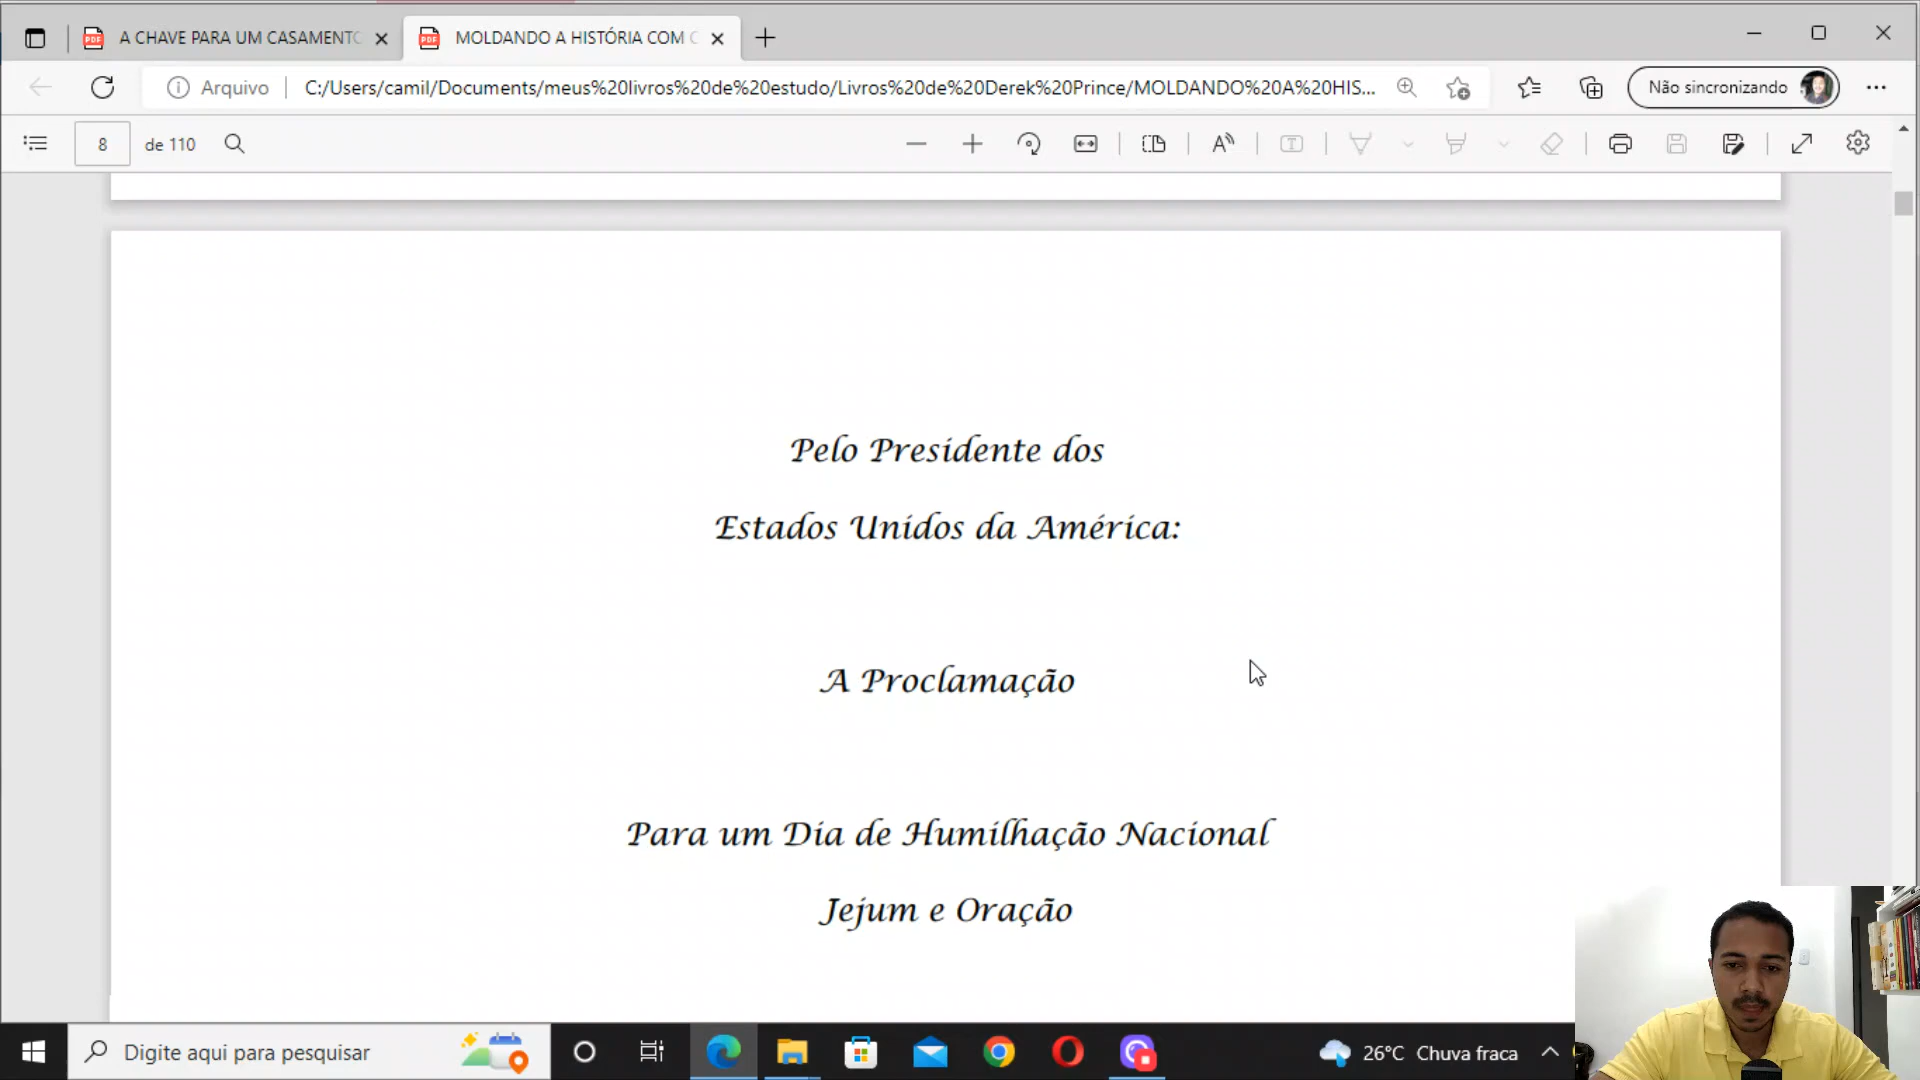 A CHAVE PARA UM CASAMENTO
MOLDANDO A HISTÓRIA COM
Arquivo
C:/Users/camil/Documents/meus%20livros%20de%20estudo/Livros%20de%20Derek%20Prince/MOLDANDO%20A%20HIS...
Não sincronizando
8 de 110
Pelo Presidente dos
Estados Unidos da América:
A Proclamação
Para um Dia de Humilhação Nacional
Jejum e Oração
Digite aqui para pesquisar
26°C Chuva fraca